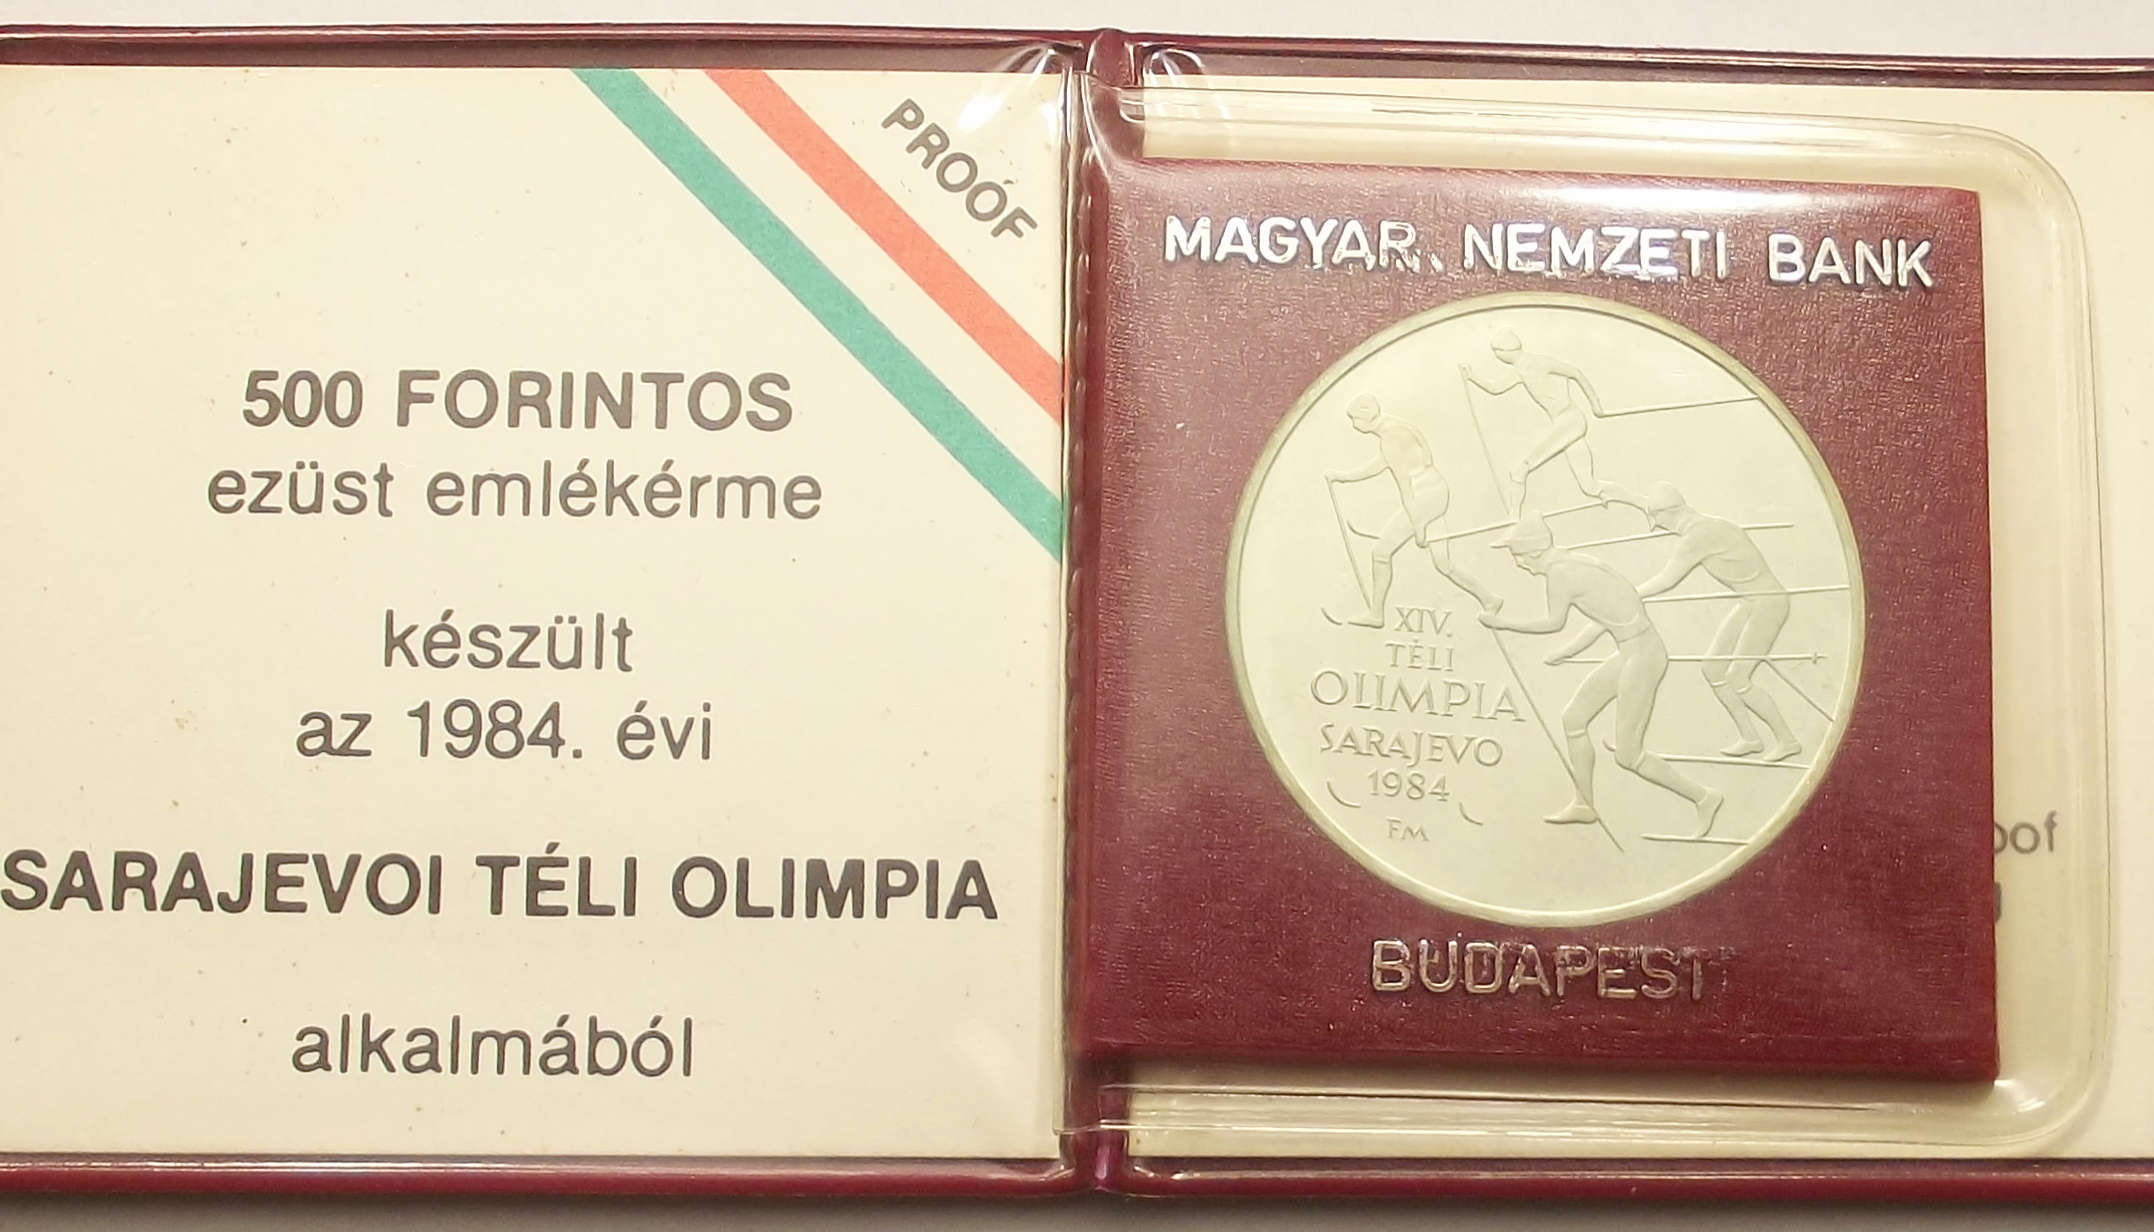 PROÓF
500 FORINTOS
ezüst emlékérme
készült
az 1984. évi
SARAJEVOI TÉLI OLIMPIA
alkalmából
MAGYAR NEMZETI BANK
XIV.
TÉLI
OLIMPIA
SARAJEVO
1984
FM
BUDAPEST